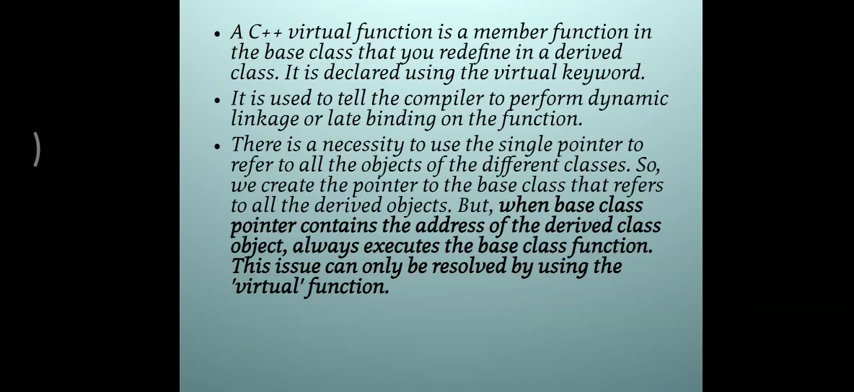 • A C++ virtual function is a member function in
the base class that you redefine in a derived
class. It is declared using the virtual keyword.
• It is used to tell the compiler to perform dynamic
linkage or late binding on the function.
• There is a necessity to use the single pointer to
refer to all the objects of the different classes. So,
we create the pointer to the base class that refers
to all the derived objects. But, when base class
pointer contains the address of the derived class
object, always executes the base class function.
This issue can only be resolved by using the
'virtual' function.